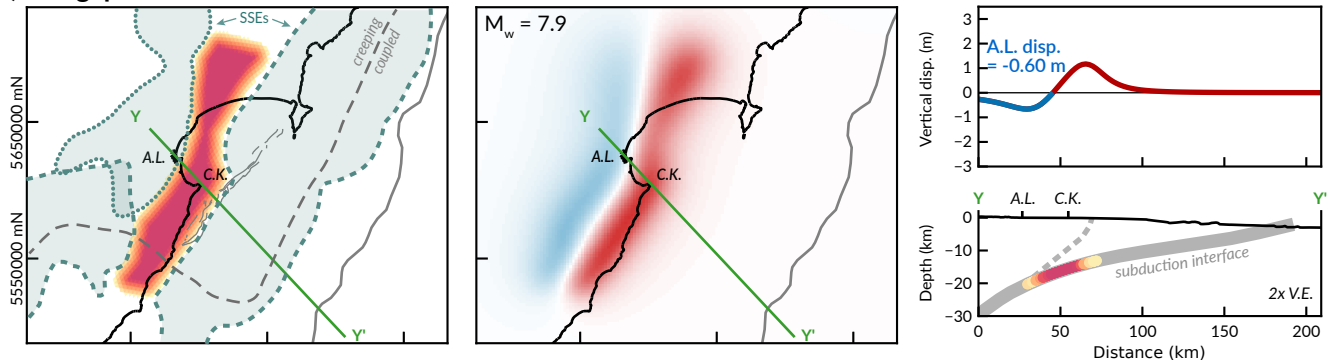 SSEs
creeping
coupled
5650000 mN
5550000 mN
Y
A.L.
C.K.
Y'
Mw = 7.9
Y
A.L.
C.K.
Y'
Vertical disp. (m)
3
2
1
0
−1
−2
−3
A.L. disp.
= -0.60 m
Y
A.L.
C.K.
Y'
Depth (km)
0
−10
−20
−30
subduction interface
2x V.E.
0
50
100
150
200
Distance (km)